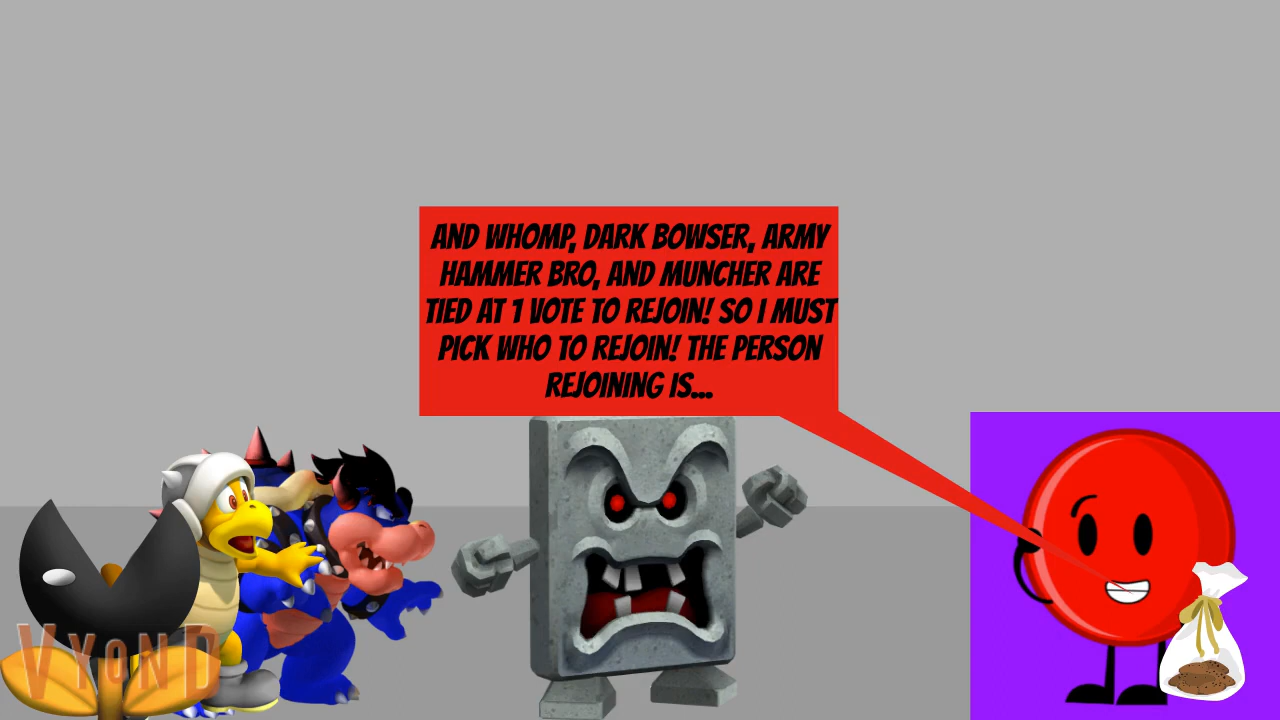 AND WHOMP, DARK BOWSER, ARMY
HAMMER BRO, AND MUNCHER ARE
TIED AT 1 VOTE TO REJOIN! SO I MUST
PICK WHO TO REJOIN! THE PERSON
REJOINING IS...
VYOND